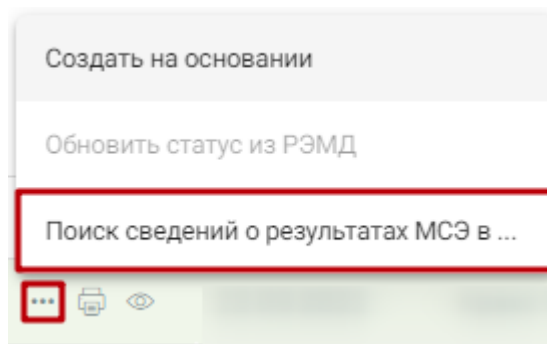 Создать на основании
Обновить статус из РЭМД
Поиск сведений о результатах МСЭ в ...